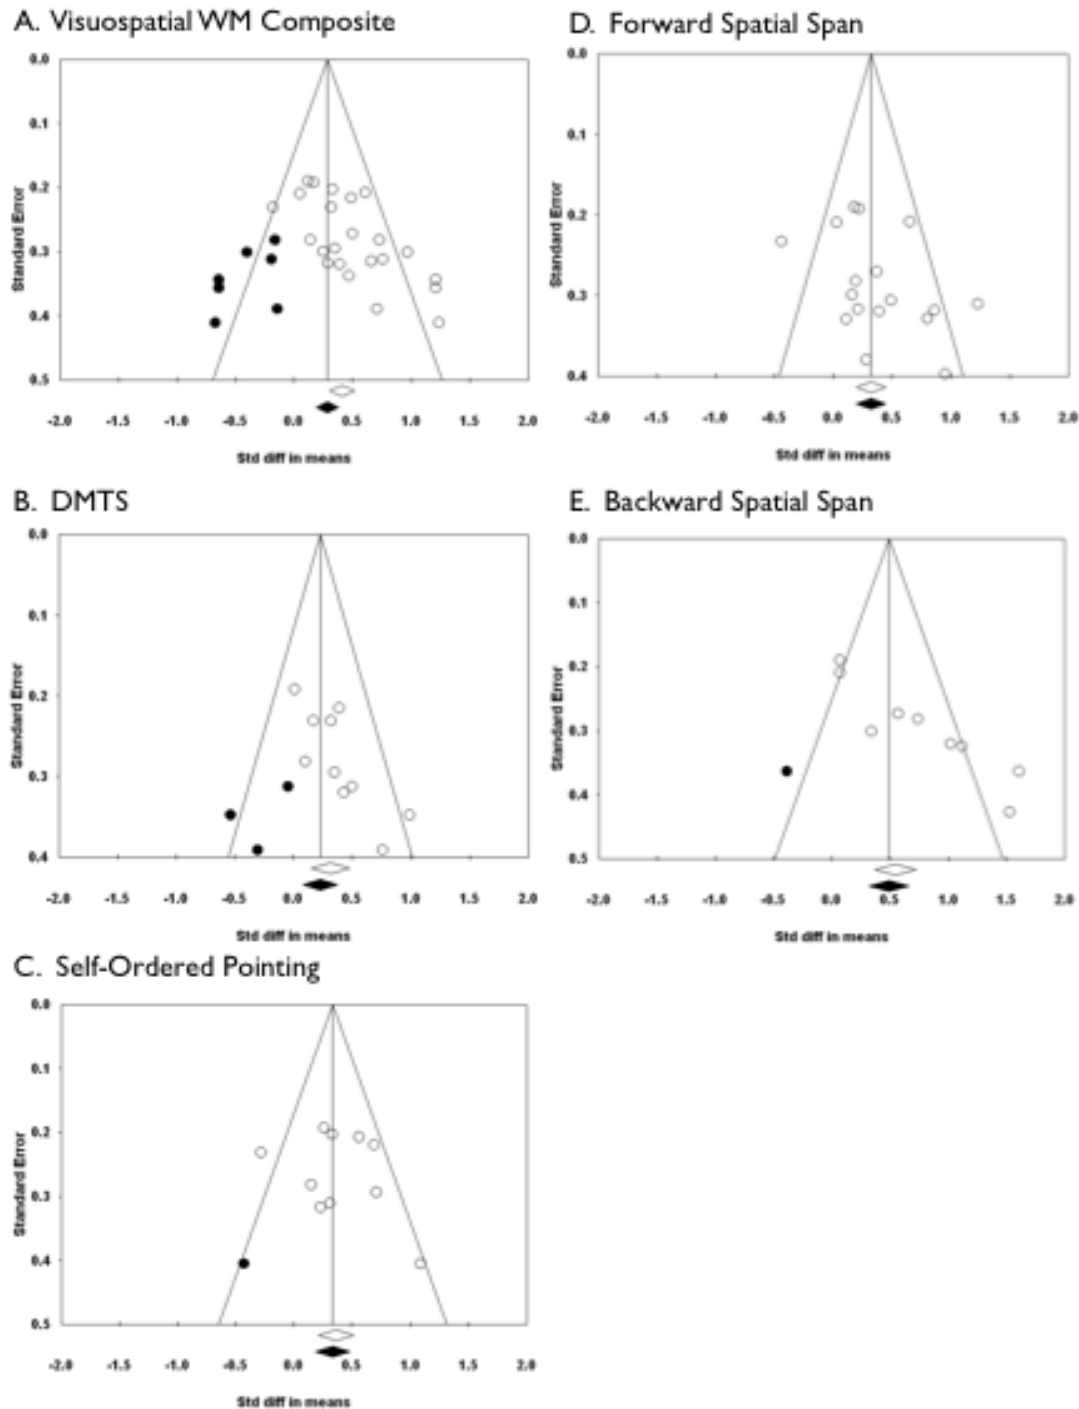 A. Visuospatial WM Composite
0.0
0.1
0.2
0.3
0.4
0.5
Standard Error
-2.0 -1.5 -1.0 -0.5 0.0 0.5 1.0 1.5 2.0
Std diff in means
B. DMTS
0.0
0.1
0.2
0.3
0.4
Standard Error
-2.0 -1.5 -1.0 -0.5 0.0 0.5 1.0 1.5 2.0
Std diff in means
C. Self-Ordered Pointing
0.0
0.1
0.2
0.3
0.4
0.5
Standard Error
-2.0 -1.5 -1.0 -0.5 0.0 0.5 1.0 1.5 2.0
Std diff in means
D. Forward Spatial Span
0.0
0.1
0.2
0.3
0.4
Standard Error
-2.0 -1.5 -1.0 -0.5 0.0 0.5 1.0 1.5 2.0
Std diff in means
E. Backward Spatial Span
0.0
0.1
0.2
0.3
0.4
0.5
Standard Error
-2.0 -1.5 -1.0 -0.5 0.0 0.5 1.0 1.5 2.0
Std diff in means